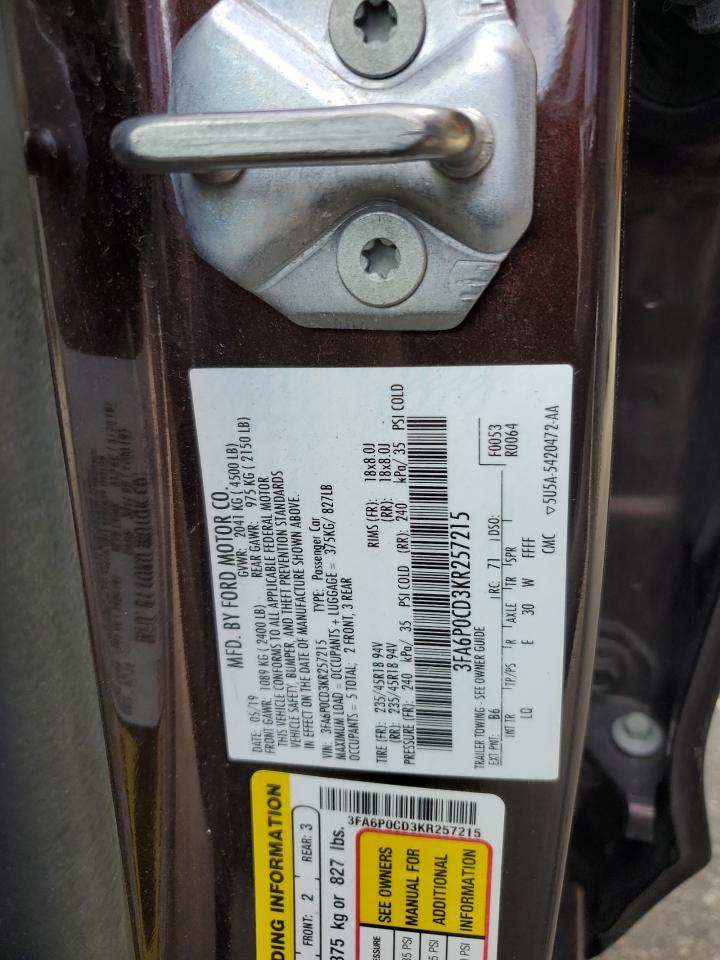 MFD. BY FORD MOTOR CO.
DATE: 05/19 GVWR: 2041 KG ( 4500 LB)
FRONT GAWR: 1089 KG ( 2400 LB) REAR GAWR: 975 KG ( 2150 LB)
THIS VEHICLE CONFORMS TO ALL APPLICABLE FEDERAL MOTOR
VEHICLE SAFETY, BUMPER, AND THEFT PREVENTION STANDARDS
IN EFFECT ON THE DATE OF MANUFACTURE SHOWN ABOVE.
VIN: 3FA6P0CD3KR257215 TYPE: Passenger Car
MAXIMUM LOAD = OCCUPANTS + LUGGAGE = 375KG/ 827LB
OCCUPANTS = 5 TOTAL; 2 FRONT, 3 REAR
TIRE (FR): 235/45R18 94V RIMS (FR): 18x8.0J
(RR): 235/45R18 94V (RR): 18x8.0J
PRESSURE (FR): 240 kPa/ 35 PSI COLD (RR): 240 kPa/ 35 PSI COLD
3FA6P0CD3KR257215
TRAILER TOWING - SEE OWNER GUIDE
EXT PNT: B6 RC: 71 DSO: F0053
R0064
INT TR TP/PS R AXLE TR SPR
LQ E 30 W FFFF
CMC ▽5U5A-5420472-AA
DING INFORMATION
FRONT: 2 REAR: 3
375 kg or 827 lbs.
3FA6P0CD3KR257215
SEE OWNERS
MANUAL FOR
ADDITIONAL
INFORMATION
PSI
PSI